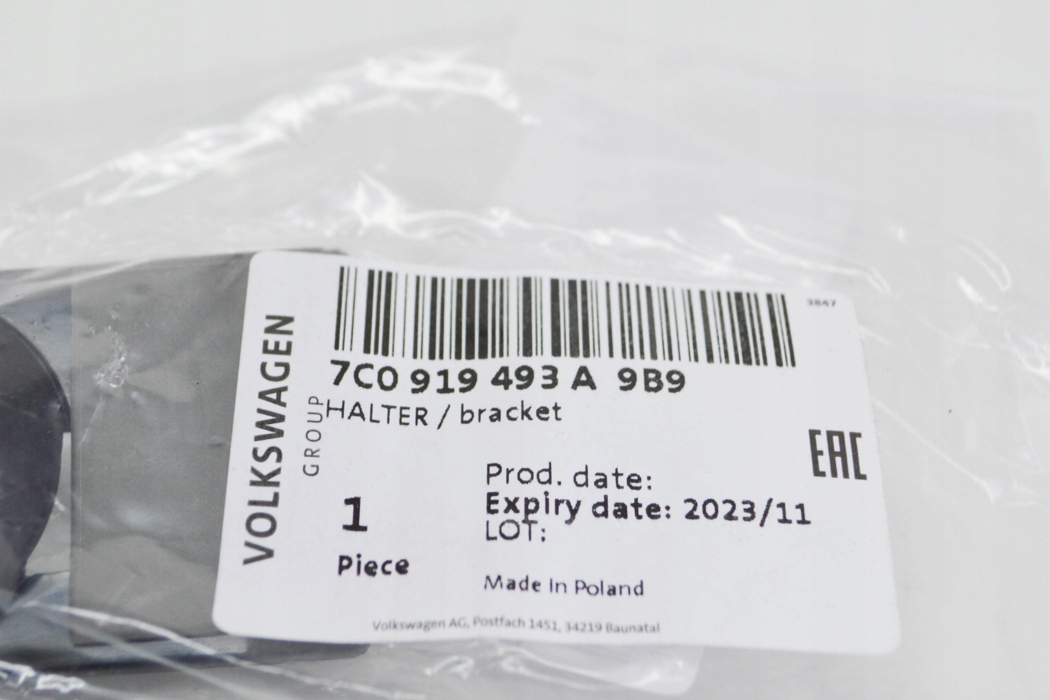 3847
7C0 919 493 A 9B9
HALTER / bracket
VOLKSWAGEN
GROUP
EAC
Prod. date:
Expiry date: 2023/11
LOT:
1
Piece
Made In Poland
Volkswagen AG, Postfach 1451, 34219 Baunatal